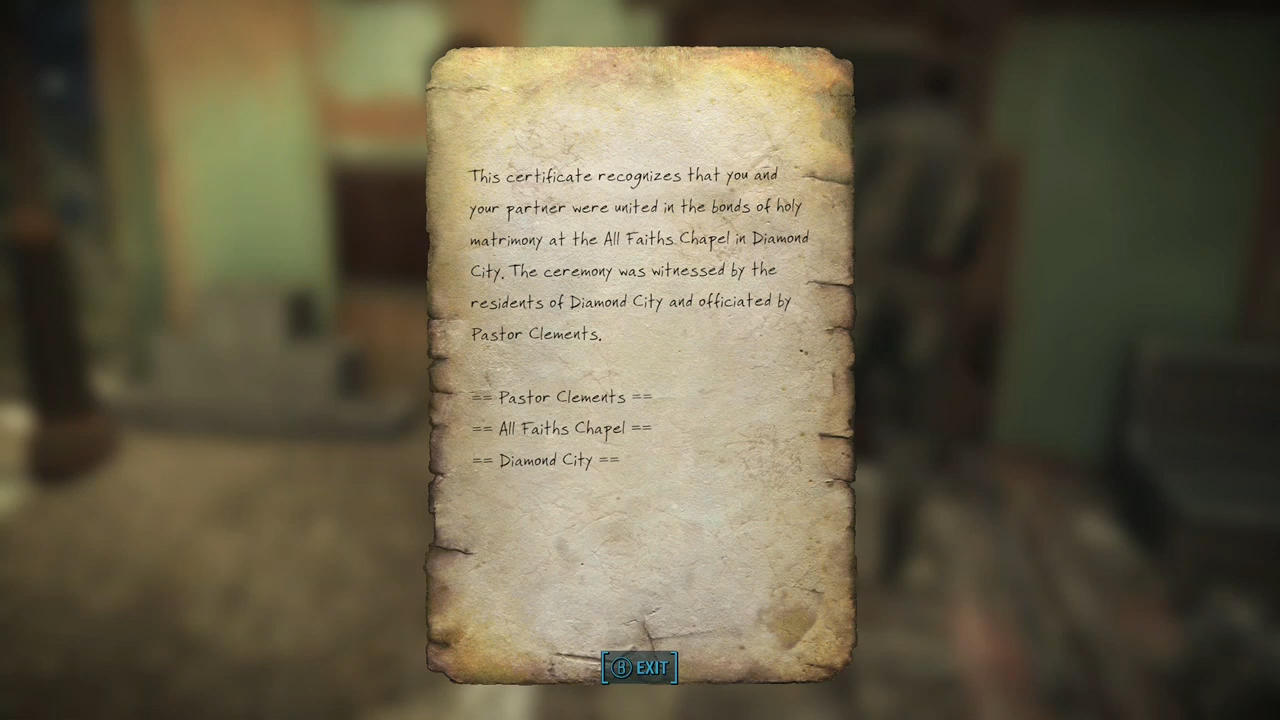 This certificate recognizes that you and
your partner were united in the bonds of holy
matrimony at the All Faiths Chapel in Diamond
City. The ceremony was witnessed by the
residents of Diamond City and officiated by
Pastor Clements.
== Pastor Clements ==
== All Faiths Chapel ==
== Diamond City ==
[B EXIT]